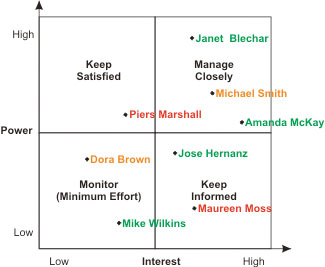 High
Janet Blechar
Keep
Satisfied
Manage
Closely
Michael Smith
Piers Marshall
Amanda McKay
Power
Dora Brown
Jose Hernanz
Monitor
(Minimum Effort)
Keep
Informed
Maureen Moss
Mike Wilkins
Low
Low
Interest
High